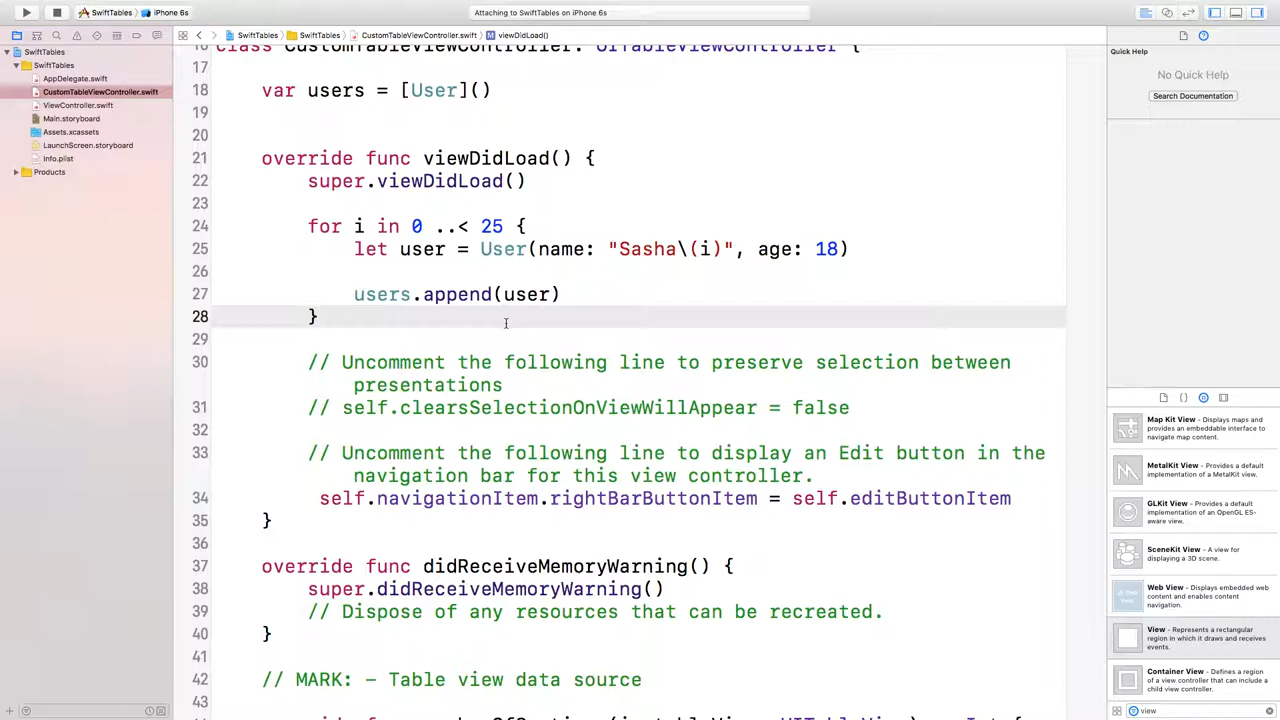 SwiftTables
iPhone 6s
Attaching to SwiftTables on iPhone 6s
SwiftTables
SwiftTables
CustomTableViewController.swift
viewDidLoad()
SwiftTables
SwiftTables
AppDelegate.swift
CustomTableViewController.swift
ViewController.swift
Main.storyboard
Assets.xcassets
LaunchScreen.storyboard
Info.plist
Products
class CustomTableViewController: UITableViewController {
17
18 var users = [User]()
19
20
21 override func viewDidLoad() {
22 super.viewDidLoad()
24 for i in 0 ..< 25 {
25 let user = User(name: "Sasha\(i)", age: 18)
26
27 users.append(user)
28 }
29
30 // Uncomment the following line to preserve selection between
presentations
31 // self.clearsSelectionOnViewWillAppear = false
32
33 // Uncomment the following line to display an Edit button in the
navigation bar for this view controller.
34 self.navigationItem.rightBarButtonItem = self.editButtonItem
35 }
36
37 override func didReceiveMemoryWarning() {
38 super.didReceiveMemoryWarning()
39 // Dispose of any resources that can be recreated.
40 }
41
42 // MARK: - Table view data source
43
Quick Help
No Quick Help
Search Documentation
Map Kit View - Displays maps and
provides an embeddable interface to
navigate map content.
MetalKit View - Provides a default
implementation of a MetalKit view.
GLKit View - Provides a default
implementation of an OpenGL ES-
aware view.
SceneKit View - A view for
displaying a 3D scene.
Web View - Displays embedded web
content and enables content
navigation.
View - Represents a rectangular
region in which it draws and receives
events.
Container View - Defines a region
of a view controller that can include a
child view controller.
view